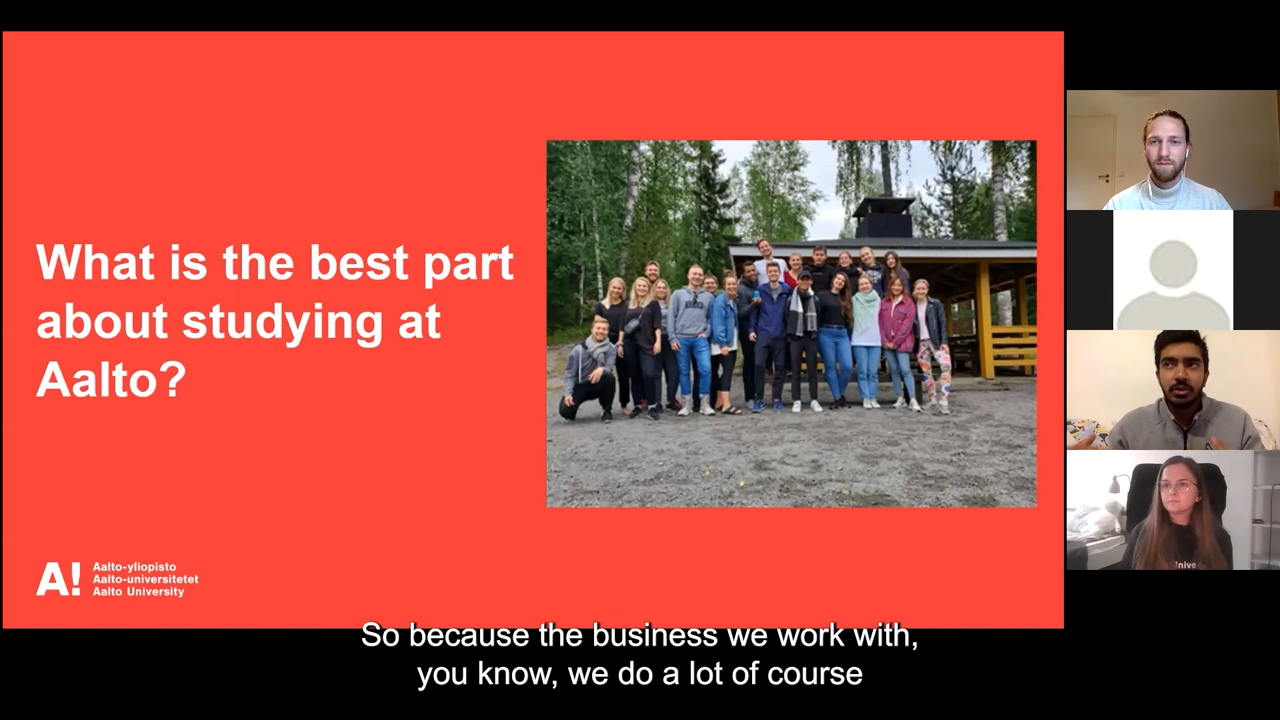 What is the best part
about studying at
Aalto?
A!
Aalto-yliopisto
Aalto-universitetet
Aalto University
nive
So because the business we work with,
you know, we do a lot of course